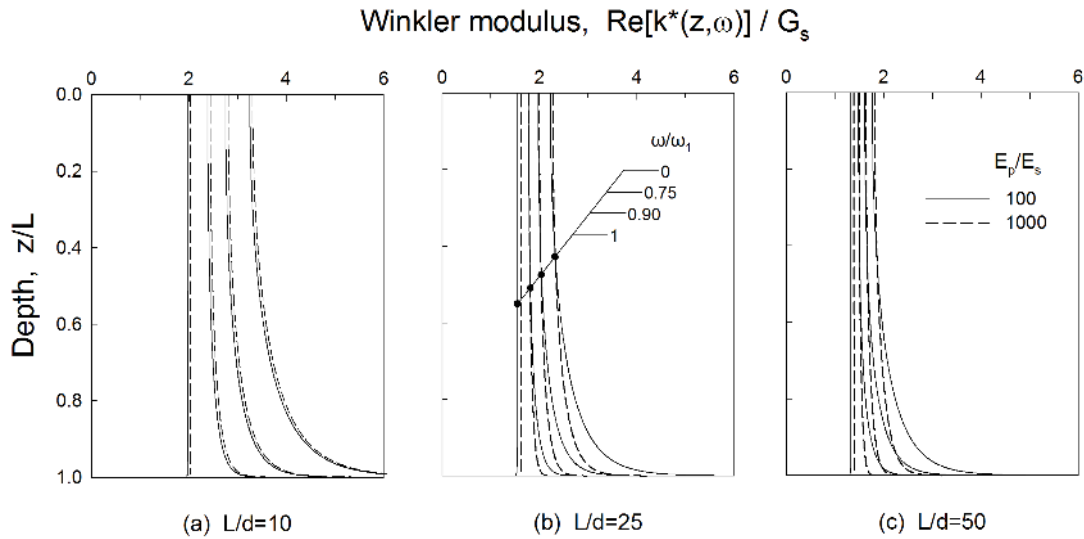 Winkler modulus, Re[k*(z,ω)] / Gs
0 2 4 6
0 2 4 6
0 2 4 6
Depth, z/L
0.0
0.2
0.4
0.6
0.8
1.0
ω/ω1
0
0.75
0.90
1
Ep/Es
100
1000
(a) L/d=10
(b) L/d=25
(c) L/d=50